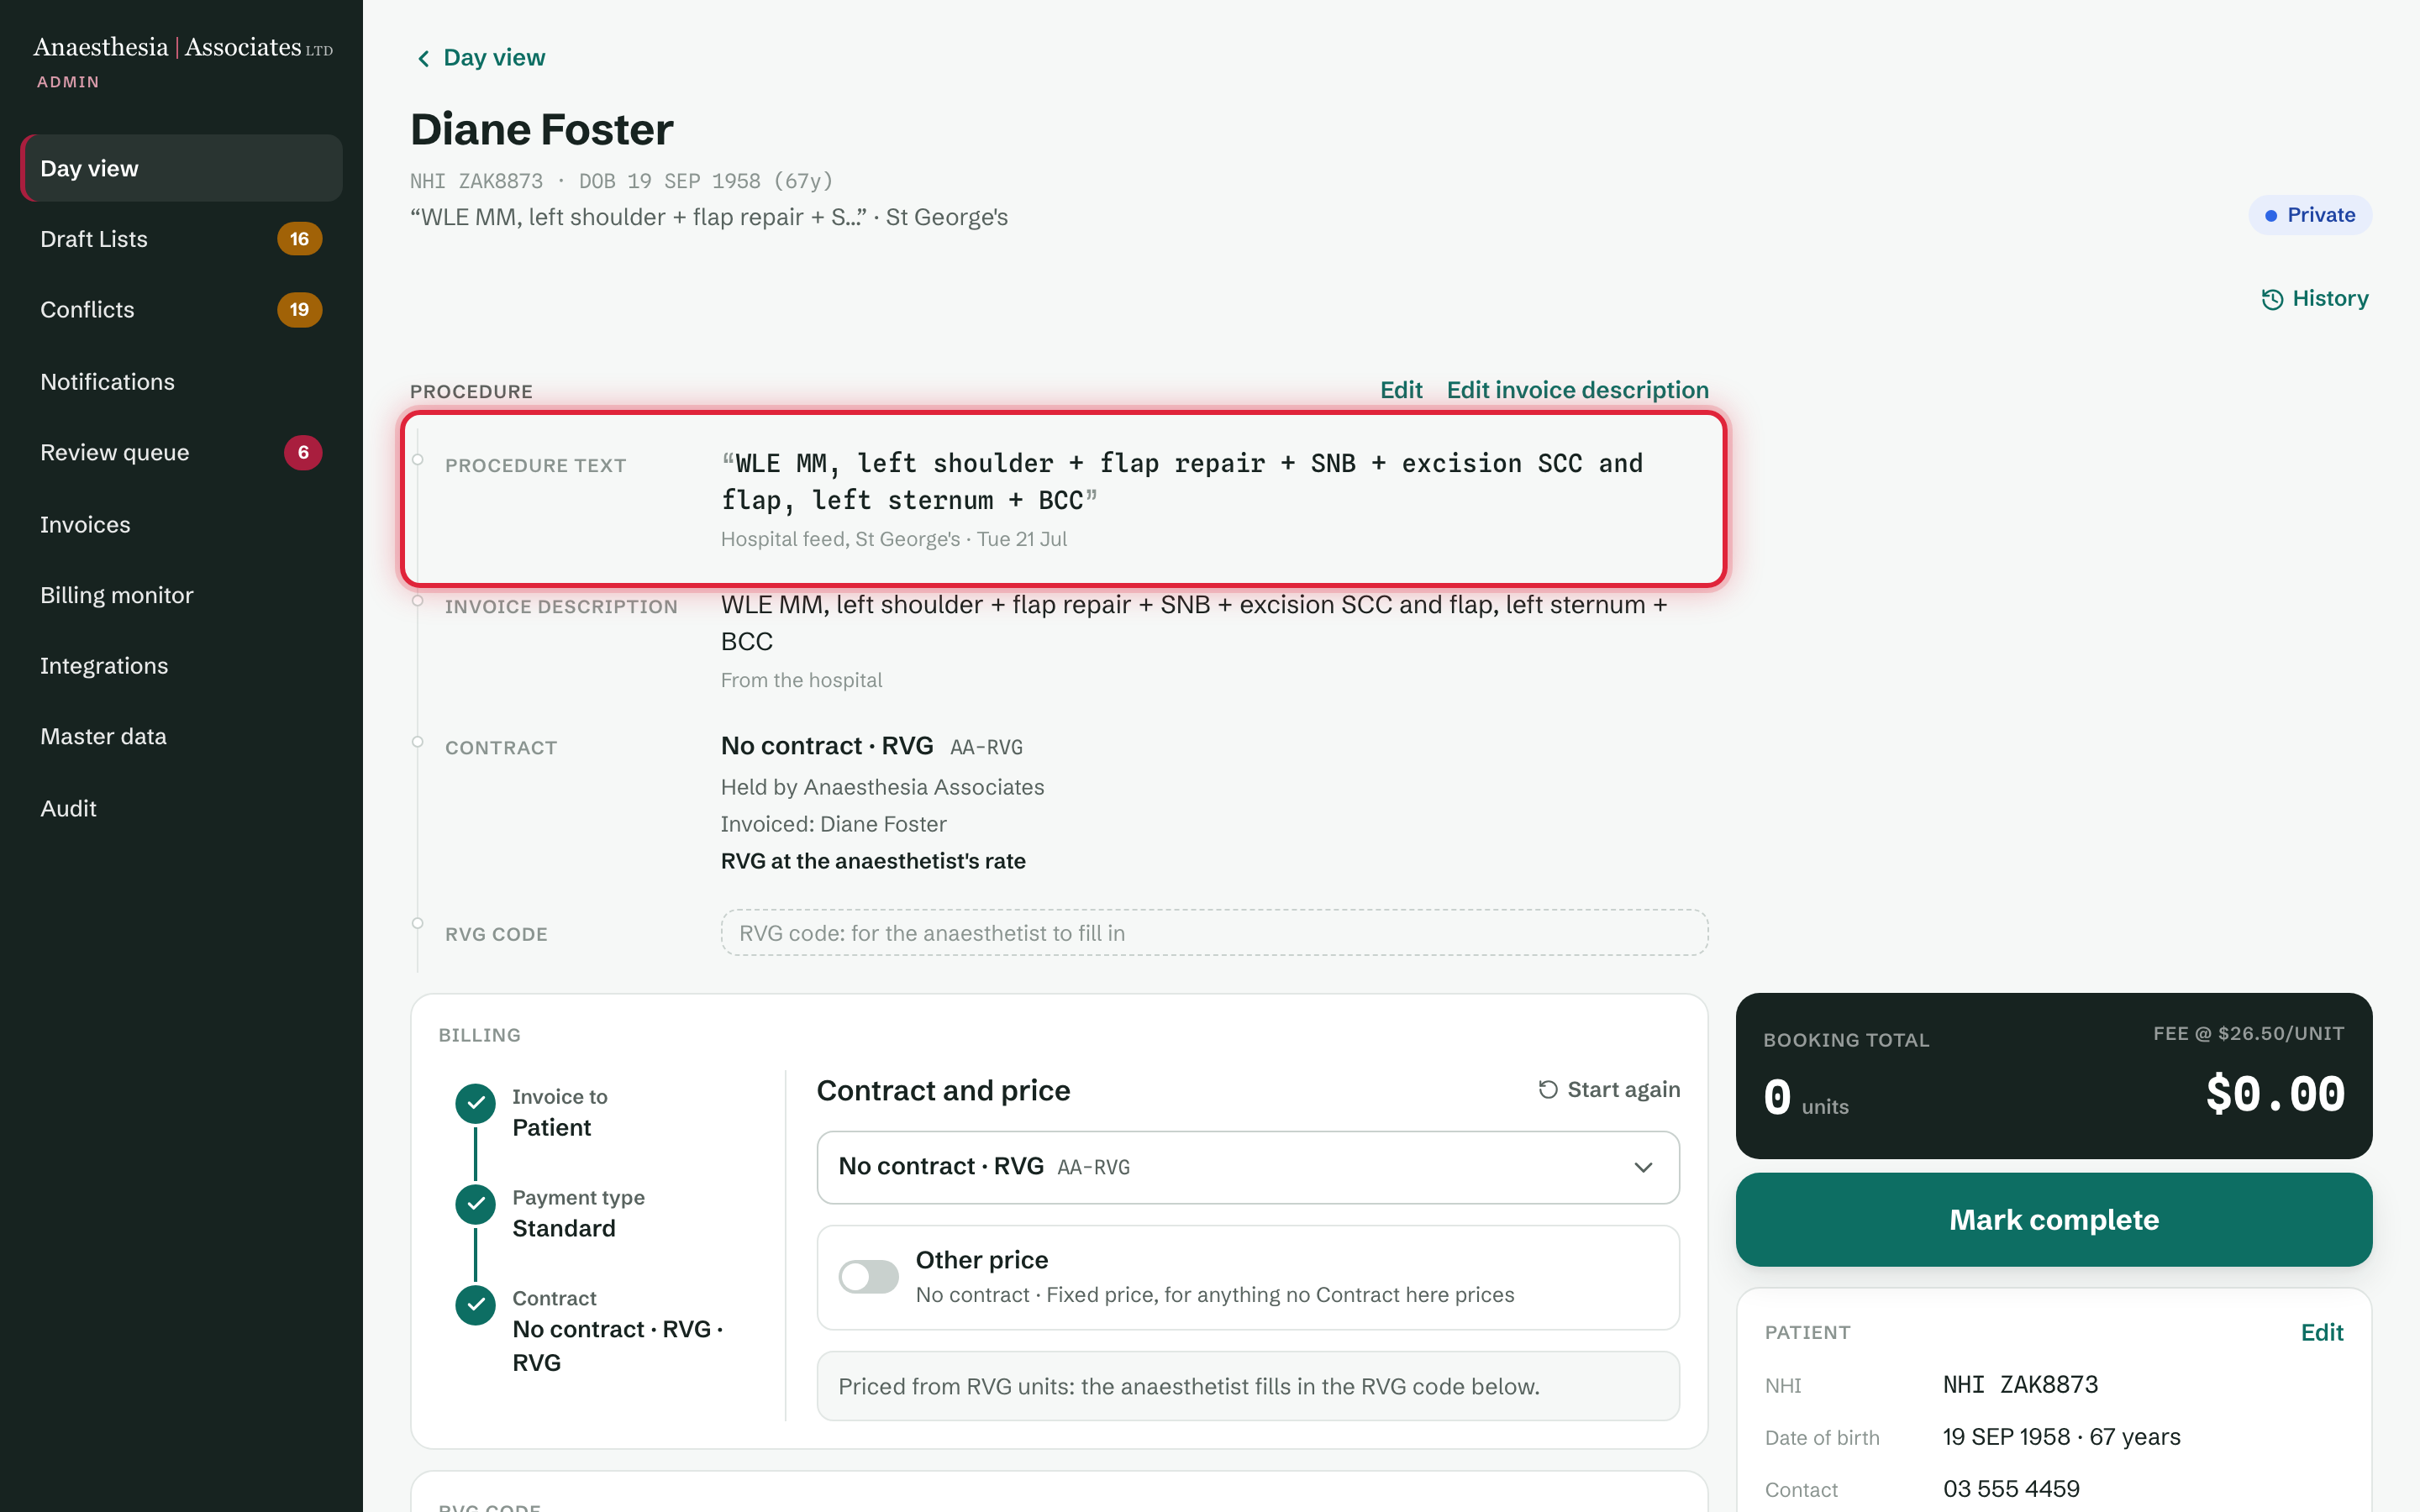 Anaesthesia | Associates LTD
ADMIN
Day view
Draft Lists 16
Conflicts 19
Notifications
Review queue 6
Invoices
Billing monitor
Integrations
Master data
Audit
Day view
Diane Foster
NHI ZAK8873 · DOB 19 SEP 1958 (67y)
“WLE MM, left shoulder + flap repair + S...” · St George's
Private
History
PROCEDURE
Edit Edit invoice description
PROCEDURE TEXT
“WLE MM, left shoulder + flap repair + SNB + excision SCC and
flap, left sternum + BCC”
Hospital feed, St George's · Tue 21 Jul
INVOICE DESCRIPTION
WLE MM, left shoulder + flap repair + SNB + excision SCC and flap, left sternum +
BCC
From the hospital
CONTRACT
No contract · RVG AA-RVG
Held by Anaesthesia Associates
Invoiced: Diane Foster
RVG at the anaesthetist's rate
RVG CODE
RVG code: for the anaesthetist to fill in
BILLING
Invoice to
Patient
Payment type
Standard
Contract
No contract · RVG ·
RVG
Contract and price
Start again
No contract · RVG AA-RVG
Other price
No contract · Fixed price, for anything no Contract here prices
Priced from RVG units: the anaesthetist fills in the RVG code below.
RVG CODE
BOOKING TOTAL
FEE @ $26.50/UNIT
0 units
$0.00
Mark complete
PATIENT
Edit
NHI NHI ZAK8873
Date of birth 19 SEP 1958 · 67 years
Contact 03 555 4459